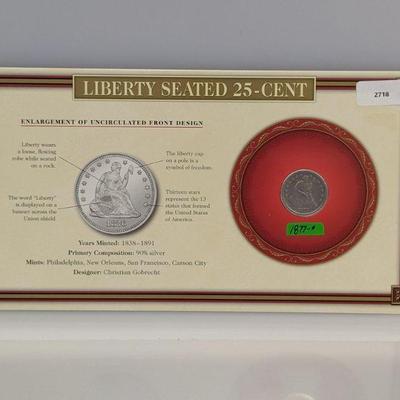 LIBERTY SEATED 25-CENT
2718
ENLARGEMENT OF UNCIRCULATED FRONT DESIGN
Liberty wears
a loose, flowing
robe while seated
on a rock.
The liberty cap
on a pole is a
symbol of freedom.
The word "Liberty"
is displayed on a
banner across the
Union shield
Thirteen stars
represent the 13
states that formed
the United States
of America.
Years Minted: 1838–1891
Primary Composition: 90% silver
Mints: Philadelphia, New Orleans, San Francisco, Carson City
Designer: Christian Gobrecht